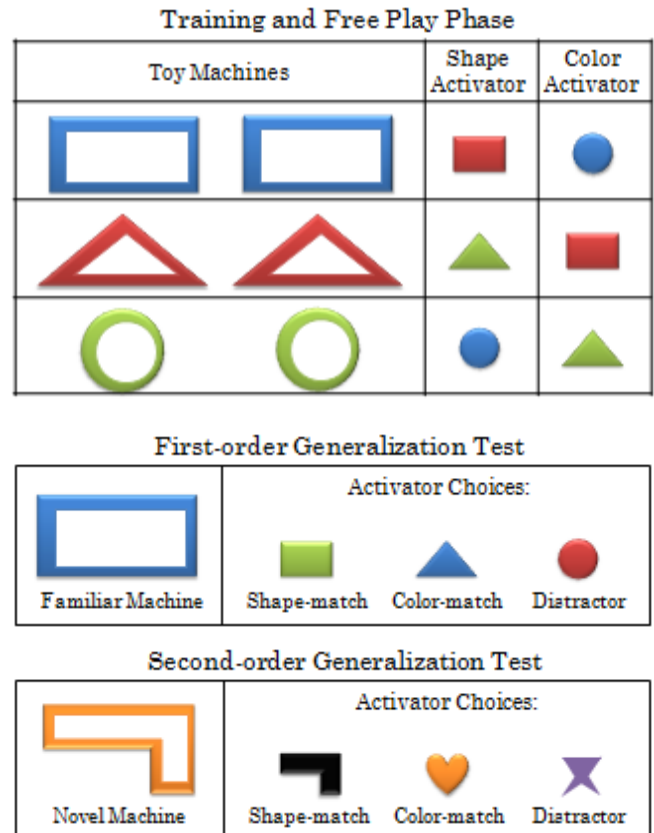 Training and Free Play Phase
Toy Machines
Shape Activator
Color Activator
First-order Generalization Test
Familiar Machine
Activator Choices:
Shape-match Color-match Distractor
Second-order Generalization Test
Novel Machine
Activator Choices:
Shape-match Color-match Distractor